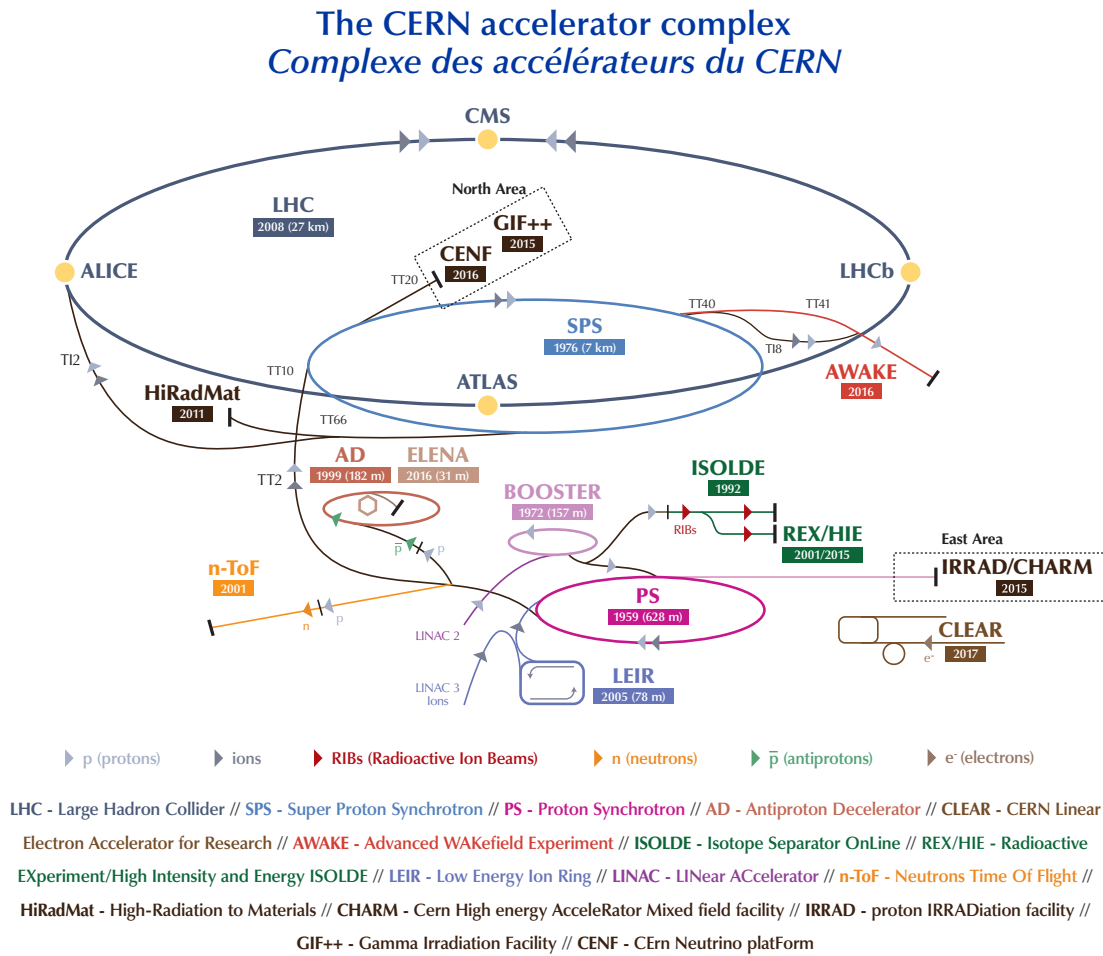 The CERN accelerator complex
Complexe des accélérateurs du CERN
CMS
North Area
LHC
2008 (27 km)
GIF++
2015
CENF
2016
TT20
ALICE
LHCb
TT40
TT41
SPS
1976 (7 km)
TI8
TI2
TT10
AWAKE
2016
ATLAS
HiRadMat
2011
TT66
AD
1999 (182 m)
ELENA
2016 (31 m)
TT2
ISOLDE
1992
BOOSTER
1972 (157 m)
RIBs
REX/HIE
2001/2015
East Area
p̅
p
IRRAD/CHARM
2015
n-ToF
2001
PS
1959 (628 m)
n
p
LINAC 2
CLEAR
2017
e-
LINAC 3
Ions
LEIR
2005 (78 m)
p (protons)
ions
RIBs (Radioactive Ion Beams)
n (neutrons)
p̅ (antiprotons)
e- (electrons)
LHC - Large Hadron Collider // SPS - Super Proton Synchrotron // PS - Proton Synchrotron // AD - Antiproton Decelerator // CLEAR - CERN Linear
Electron Accelerator for Research // AWAKE - Advanced WAKefield Experiment // ISOLDE - Isotope Separator OnLine // REX/HIE - Radioactive
EXperiment/High Intensity and Energy ISOLDE // LEIR - Low Energy Ion Ring // LINAC - LINear ACcelerator // n-ToF - Neutrons Time Of Flight //
HiRadMat - High-Radiation to Materials // CHARM - Cern High energy AcceleRator Mixed field facility // IRRAD - proton IRRADiation facility //
GIF++ - Gamma Irradiation Facility // CENF - CErn Neutrino platForm